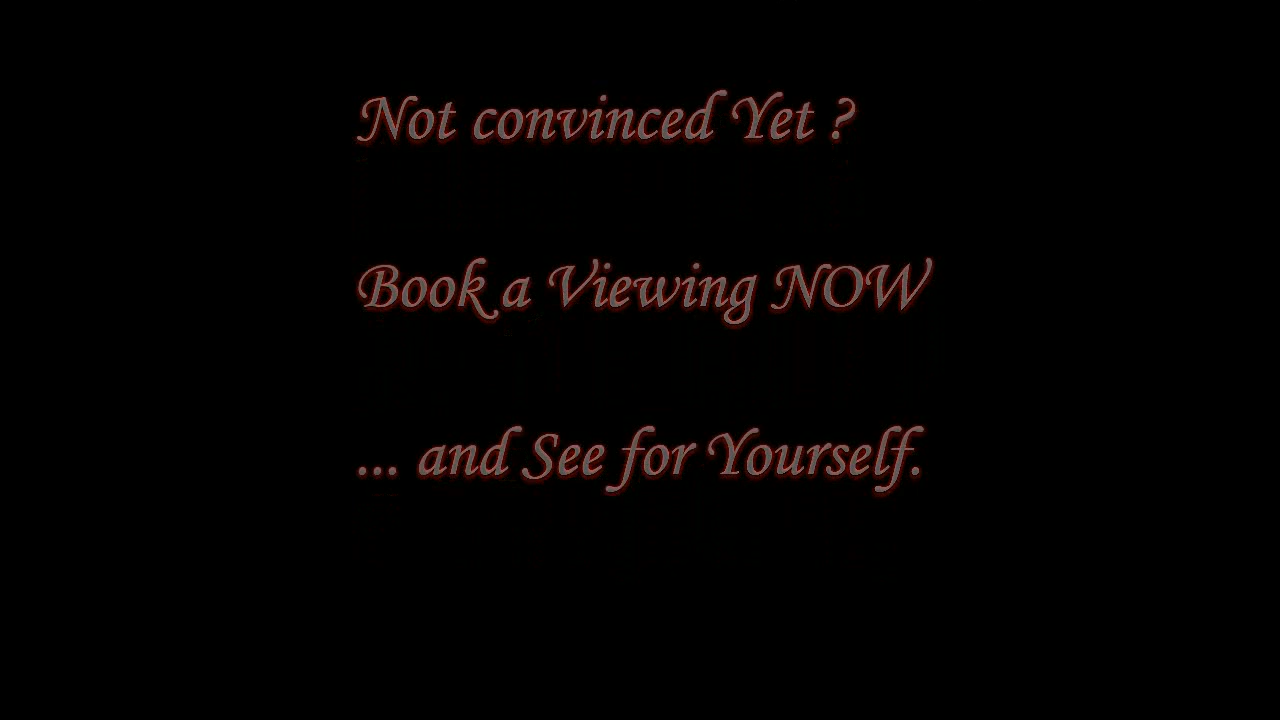 Not convinced Yet ?
Book a Viewing NOW
... and See for Yourself.